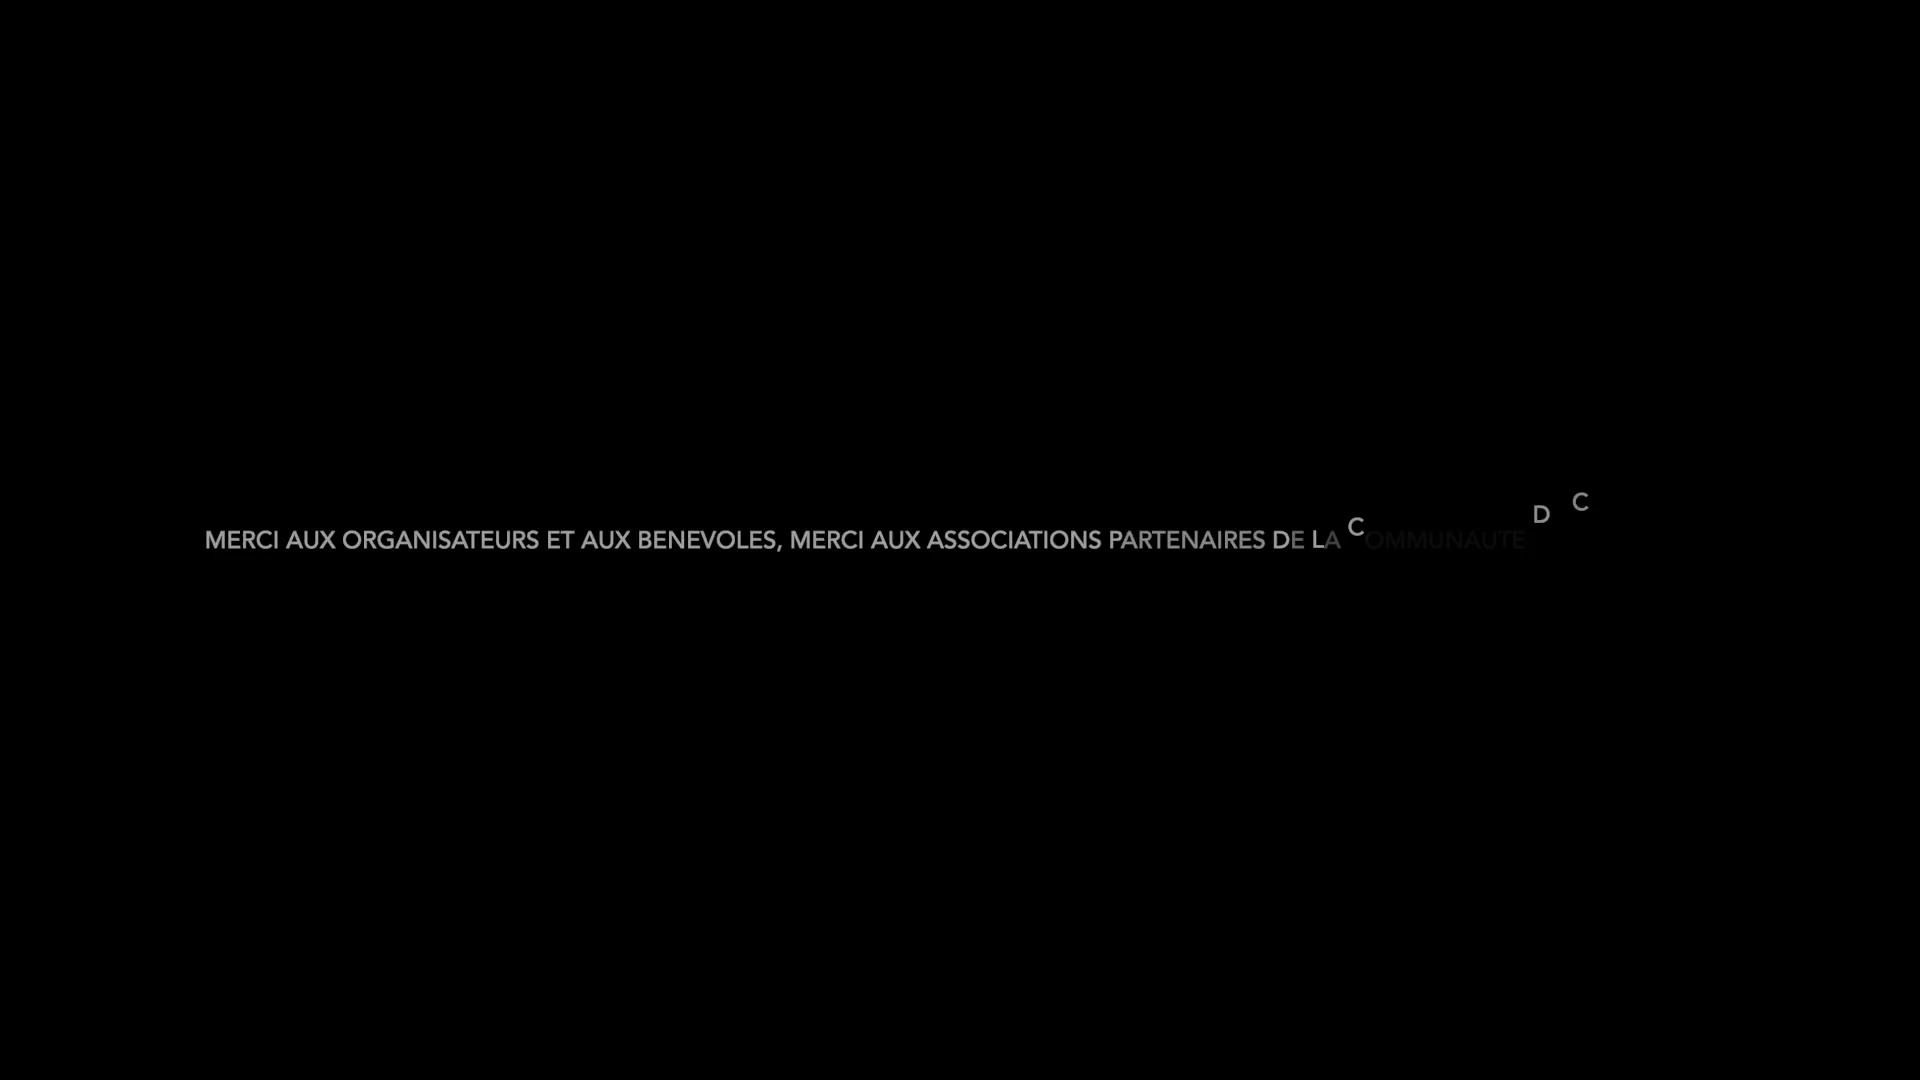 MERCI AUX ORGANISATEURS ET AUX BENEVOLES, MERCI AUX ASSOCIATIONS PARTENAIRES DE LA COMMUNAUTE D C